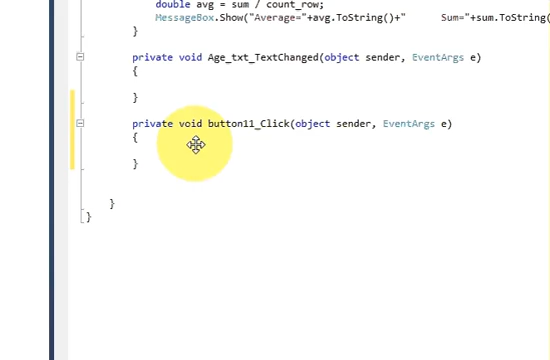 double avg = sum / count_row;
MessageBox.Show("Average="+avg.ToString()+"      Sum="+sum.ToString(
}
private void Age_txt_TextChanged(object sender, EventArgs e)
{
}
private void button11_Click(object sender, EventArgs e)
{
}
}
}